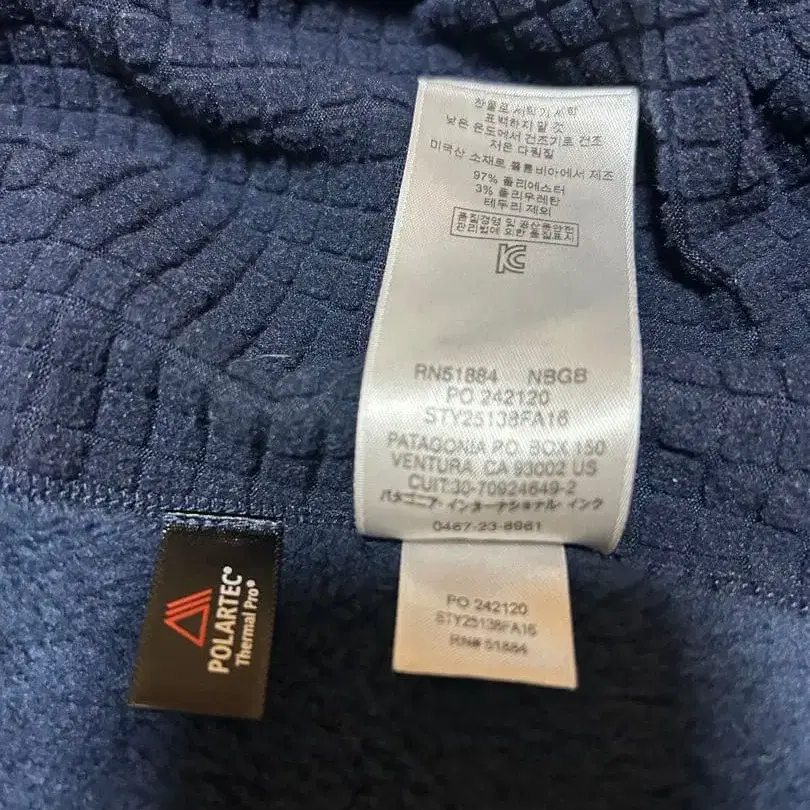 찬물로 세탁기 세탁
표백하지 말 것
낮은 온도에서 건조기로 건조
저온 다림질
미국산 소재로 콜롬비아에서 제조
97% 폴리에스터
3% 폴리우레탄
테두리 제외
품질경영 및 공산품안전
관리법에 의한 품질표시
RN51884 NBGB
PO 242120
STY25138FA16
PATAGONIA P.O. BOX 150
VENTURA, CA 93002 US
CUIT:30-70924649-2
パタゴニア・インターナショナル インク
0467-23-8961
PO 242120
STY25138FA16
RN# 51884
POLARTEC®
Thermal Pro®